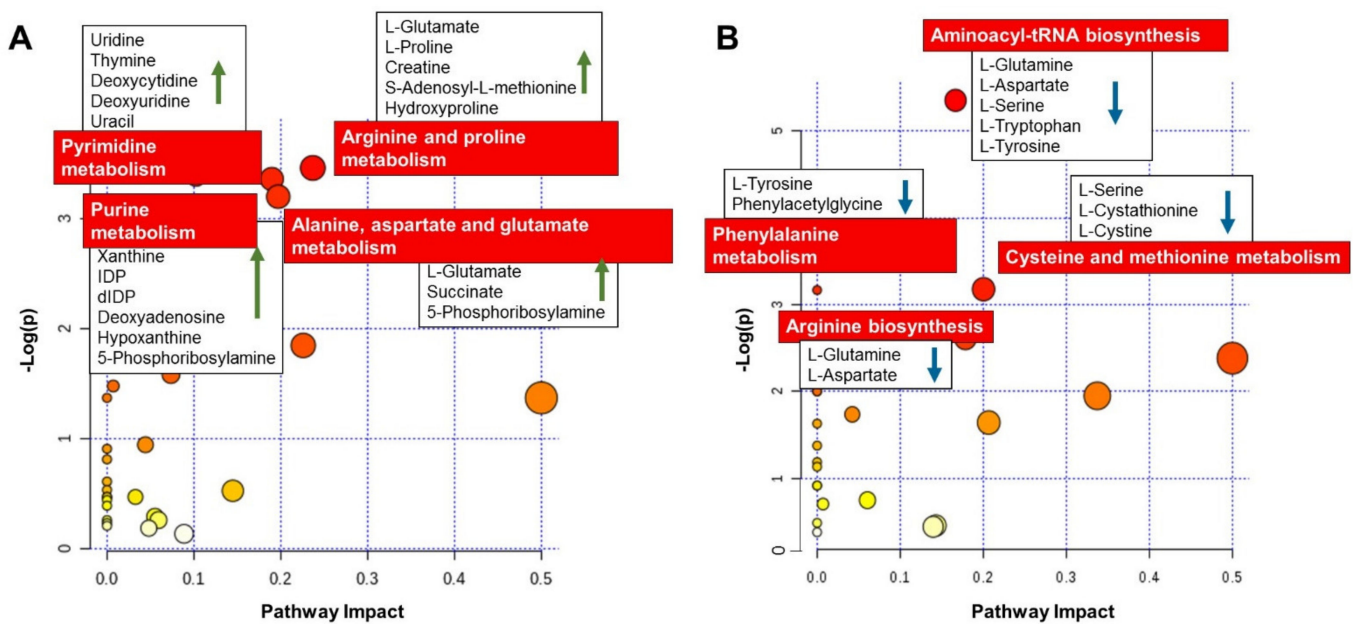 A
Uridine
Thymine
Deoxycytidine
Deoxyuridine
Uracil
Pyrimidine
metabolism
L-Glutamate
L-Proline
Creatine
S-Adenosyl-L-methionine
Hydroxyproline
Arginine and proline
metabolism
Purine
metabolism
Xanthine
IDP
dIDP
Deoxyadenosine
Hypoxanthine
5-Phosphoribosylamine
Alanine, aspartate and glutamate
metabolism
L-Glutamate
Succinate
5-Phosphoribosylamine
-Log(p)
3
2
1
0
0.0 0.1 0.2 0.3 0.4 0.5
Pathway Impact
B
Aminoacyl-tRNA biosynthesis
L-Glutamine
L-Aspartate
L-Serine
L-Tryptophan
L-Tyrosine
L-Tyrosine
Phenylacetylglycine
Phenylalanine
metabolism
L-Serine
L-Cystathionine
L-Cystine
Cysteine and methionine metabolism
Arginine biosynthesis
L-Glutamine
L-Aspartate
-Log(p)
5
3
2
1
0
0.0 0.1 0.2 0.3 0.4 0.5
Pathway Impact